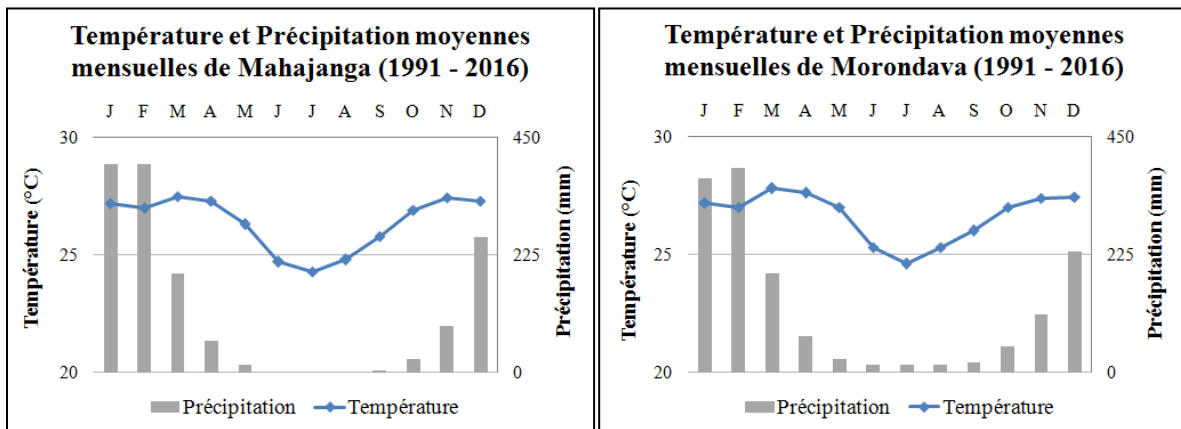 Température et Précipitation moyennes
mensuelles de Mahajanga (1991 - 2016)
J F M A M J J A S O N D
30 450
25 225
20 0
Température (°C)
Précipitation (mm)
Précipitation Température
Température et Précipitation moyennes
mensuelles de Morondava (1991 - 2016)
J F M A M J J A S O N D
30 450
25 225
20 0
Température (°C)
Précipitation (mm)
Précipitation Température